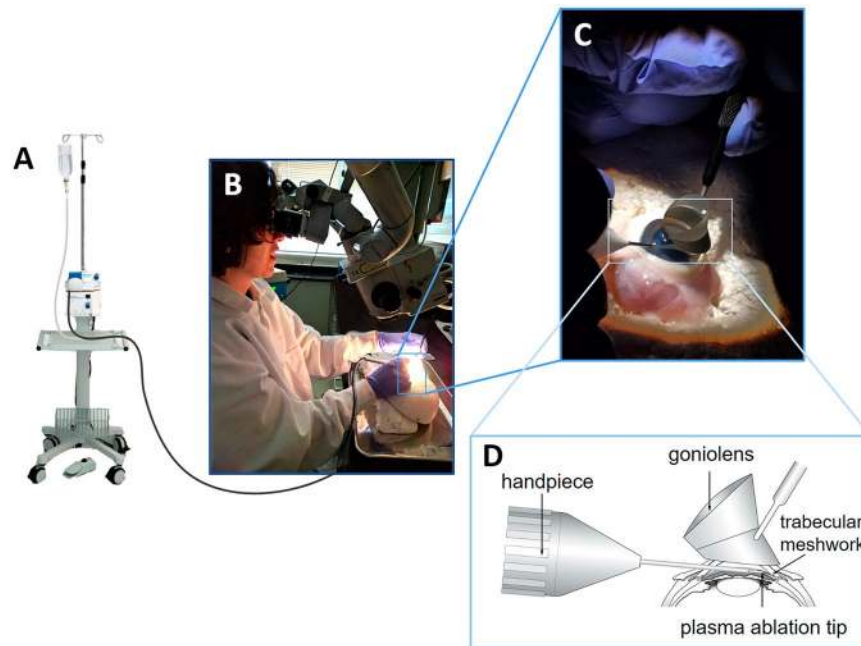 A
B
C
D
goniolens
handpiece
trabecular
meshwork
plasma ablation tip